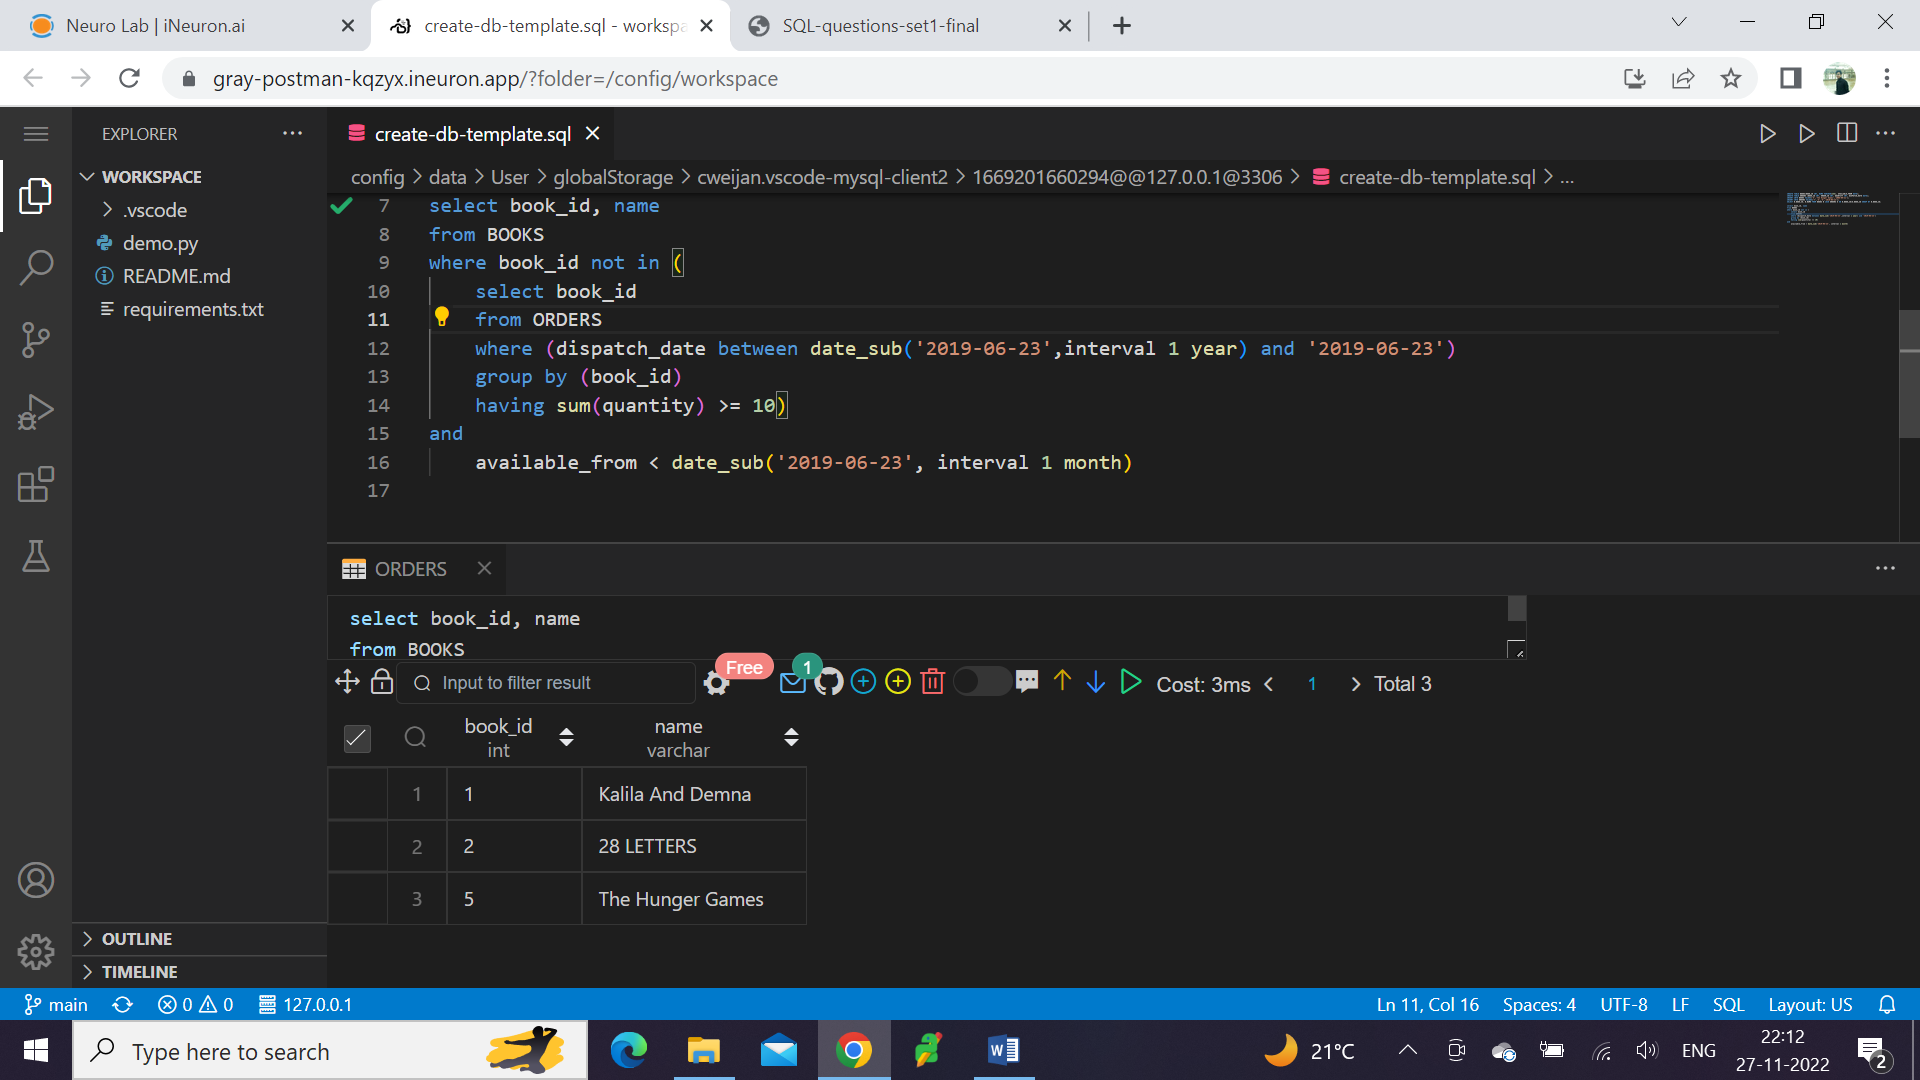 Neuro Lab | iNeuron.ai
create-db-template.sql - workspa
SQL-questions-set1-final
gray-postman-kqzyx.ineuron.app/?folder=/config/workspace
EXPLORER
create-db-template.sql
WORKSPACE
.vscode
demo.py
README.md
requirements.txt
config > data > User > globalStorage > cweijan.vscode-mysql-client2 > 1669201660294@@127.0.0.1@3306 > create-db-template.sql > ...
7 select book_id, name
8 from BOOKS
9 where book_id not in (
10 select book_id
11 from ORDERS
12 where (dispatch_date between date_sub('2019-06-23',interval 1 year) and '2019-06-23')
13 group by (book_id)
14 having sum(quantity) >= 10)
15 and
16 available_from < date_sub('2019-06-23', interval 1 month)
17
ORDERS
select book_id, name
from BOOKS
Input to filter result
Free
1
Cost: 3ms < 1 > Total 3
book_id
int
name
varchar
1 1 Kalila And Demna
2 2 28 LETTERS
3 5 The Hunger Games
OUTLINE
TIMELINE
main
0 0
127.0.0.1
Ln 11, Col 16
Spaces: 4
UTF-8
LF
SQL
Layout: US
Type here to search
21°C
ENG
22:12
27-11-2022
2